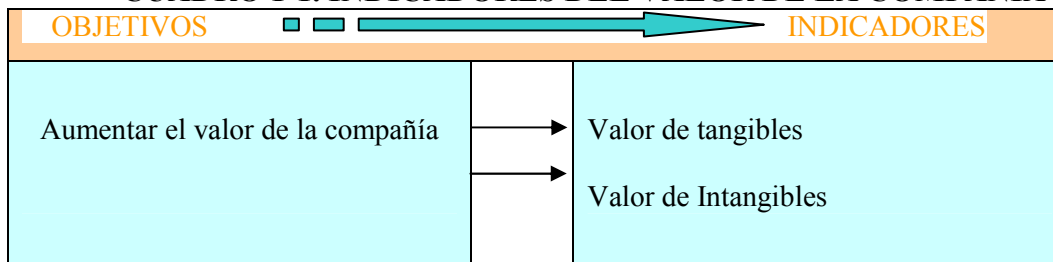 OBJETIVOS INDICADORES
Aumentar el valor de la compañía Valor de tangibles
Valor de Intangibles